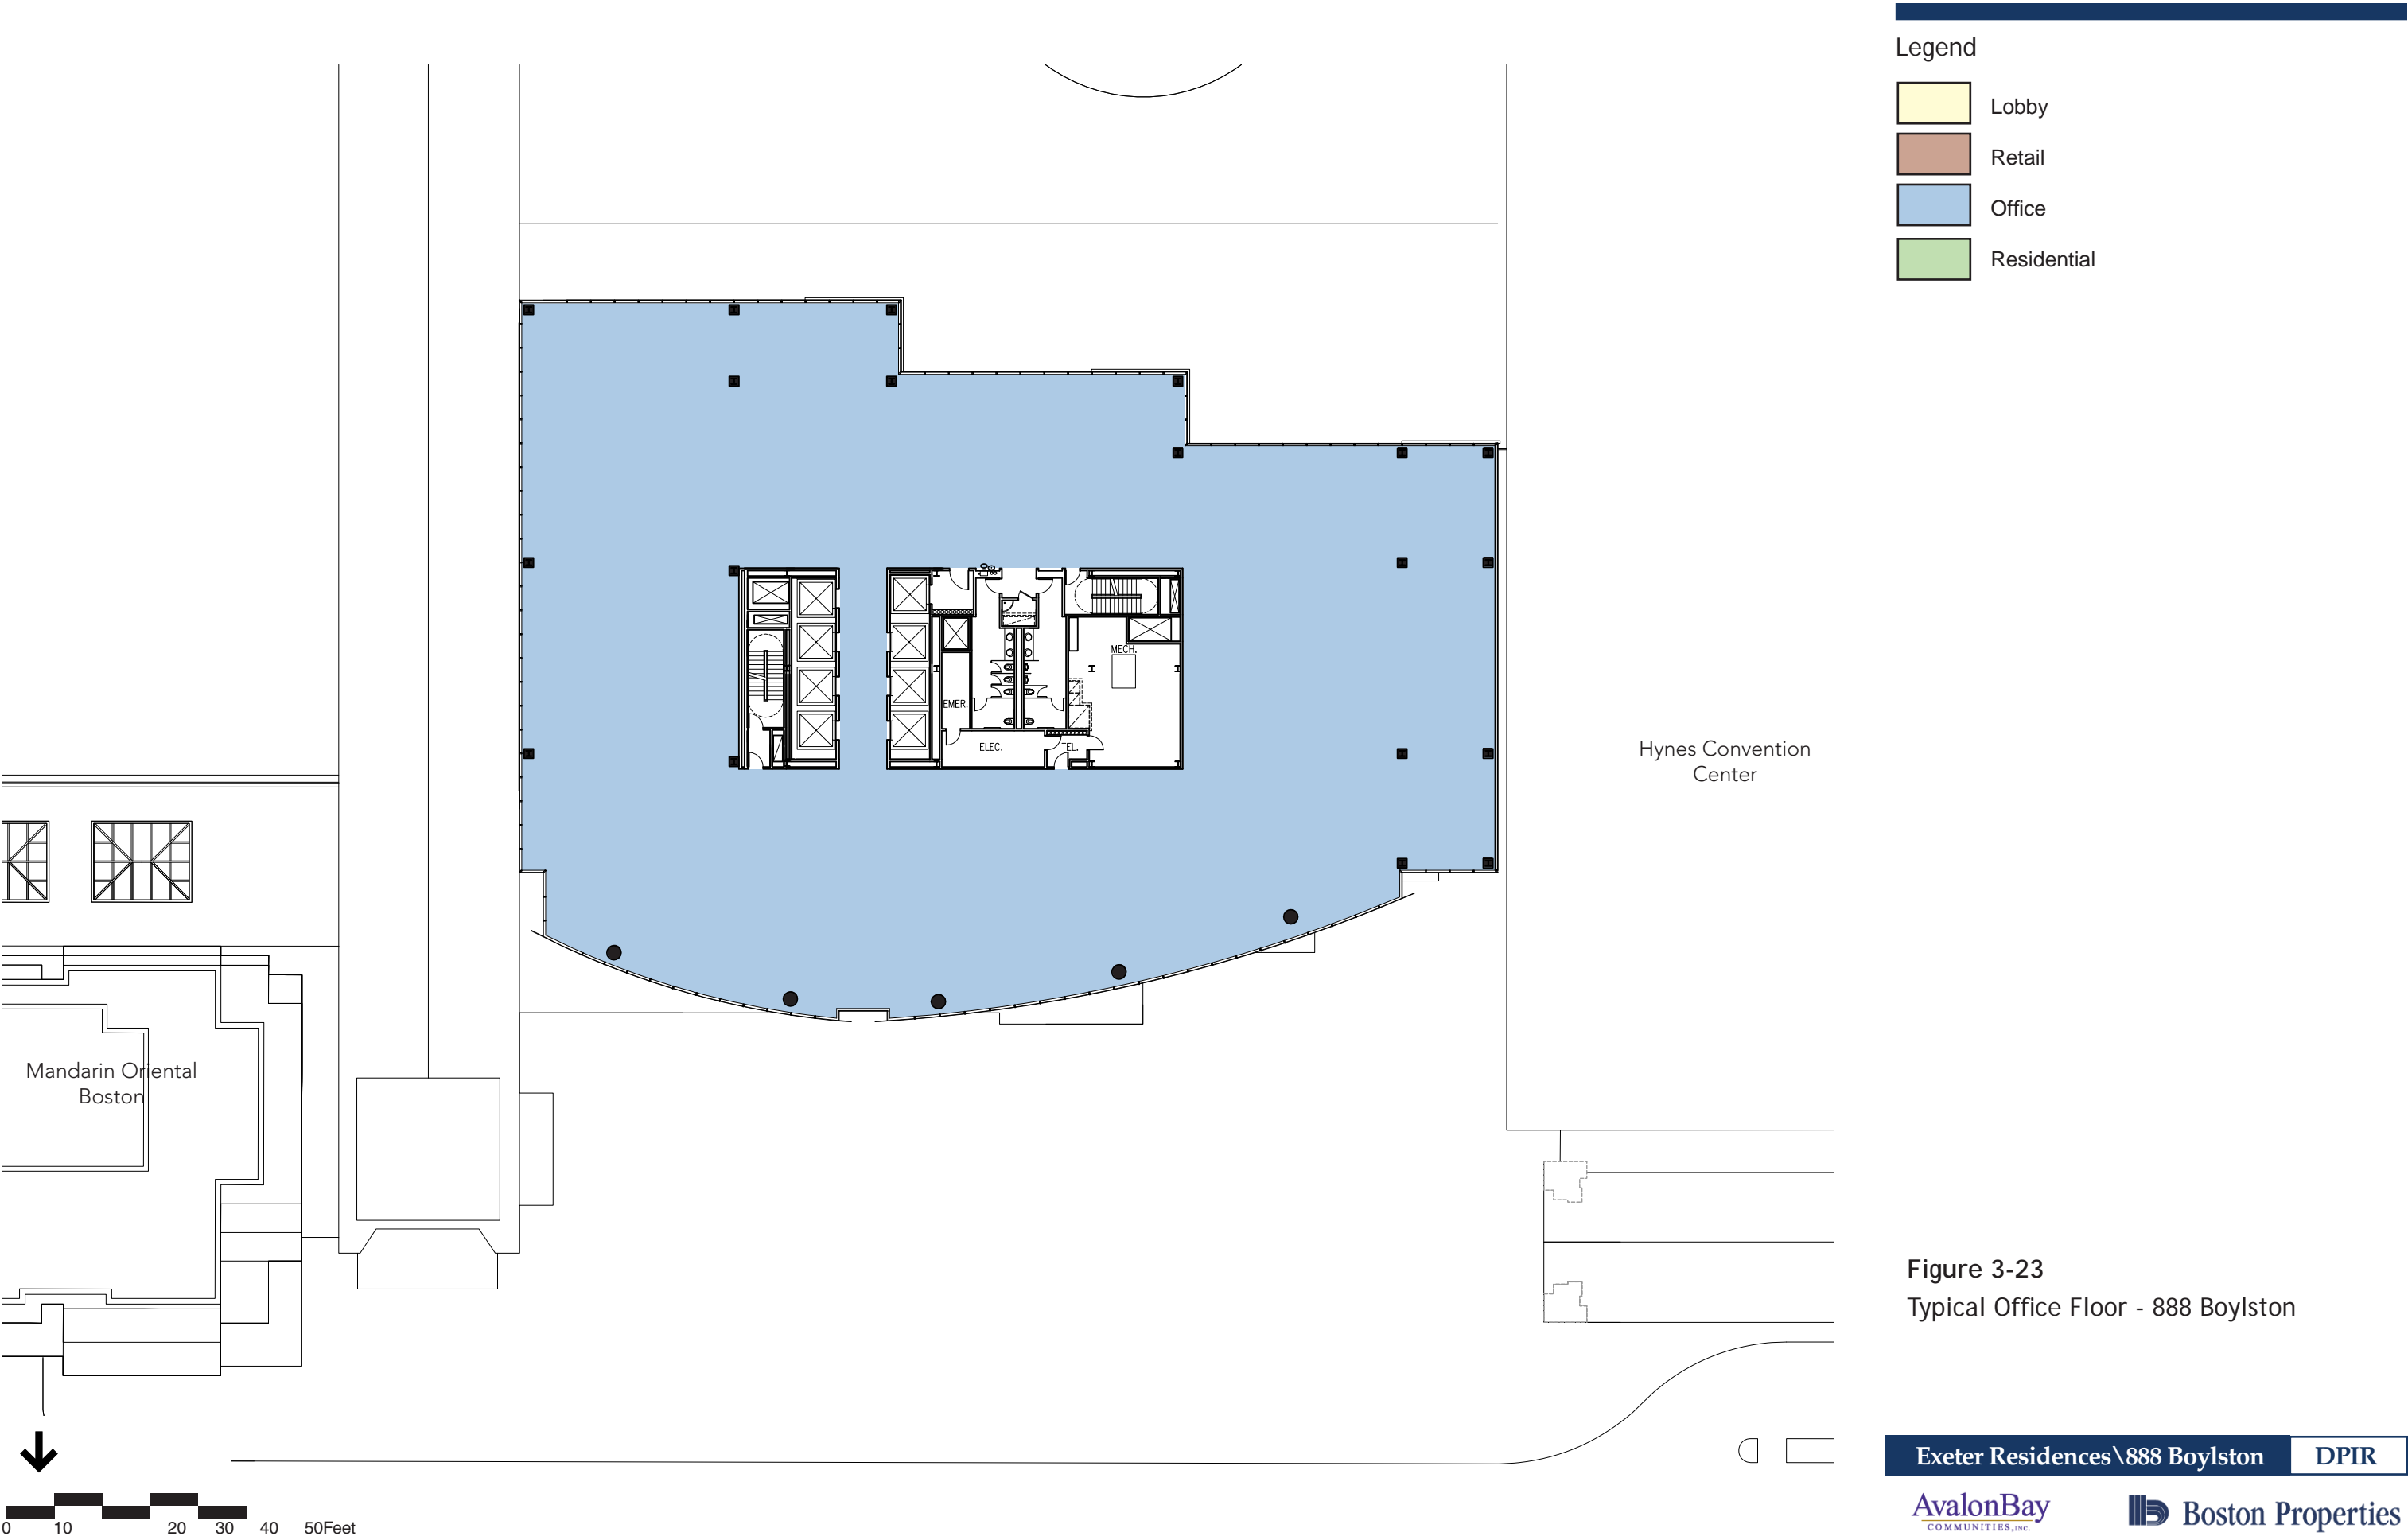 Legend
Lobby
Retail
Office
Residential
MECH.
EMER.
ELEC.
TEL.
Hynes Convention
Center
Mandarin Oriental
Boston
Figure 3-23
Typical Office Floor - 888 Boylston
Exeter Residences\888 Boylston
DPIR
AvalonBay
COMMUNITIES, INC.
Boston Properties
0 10 20 30 40 50Feet